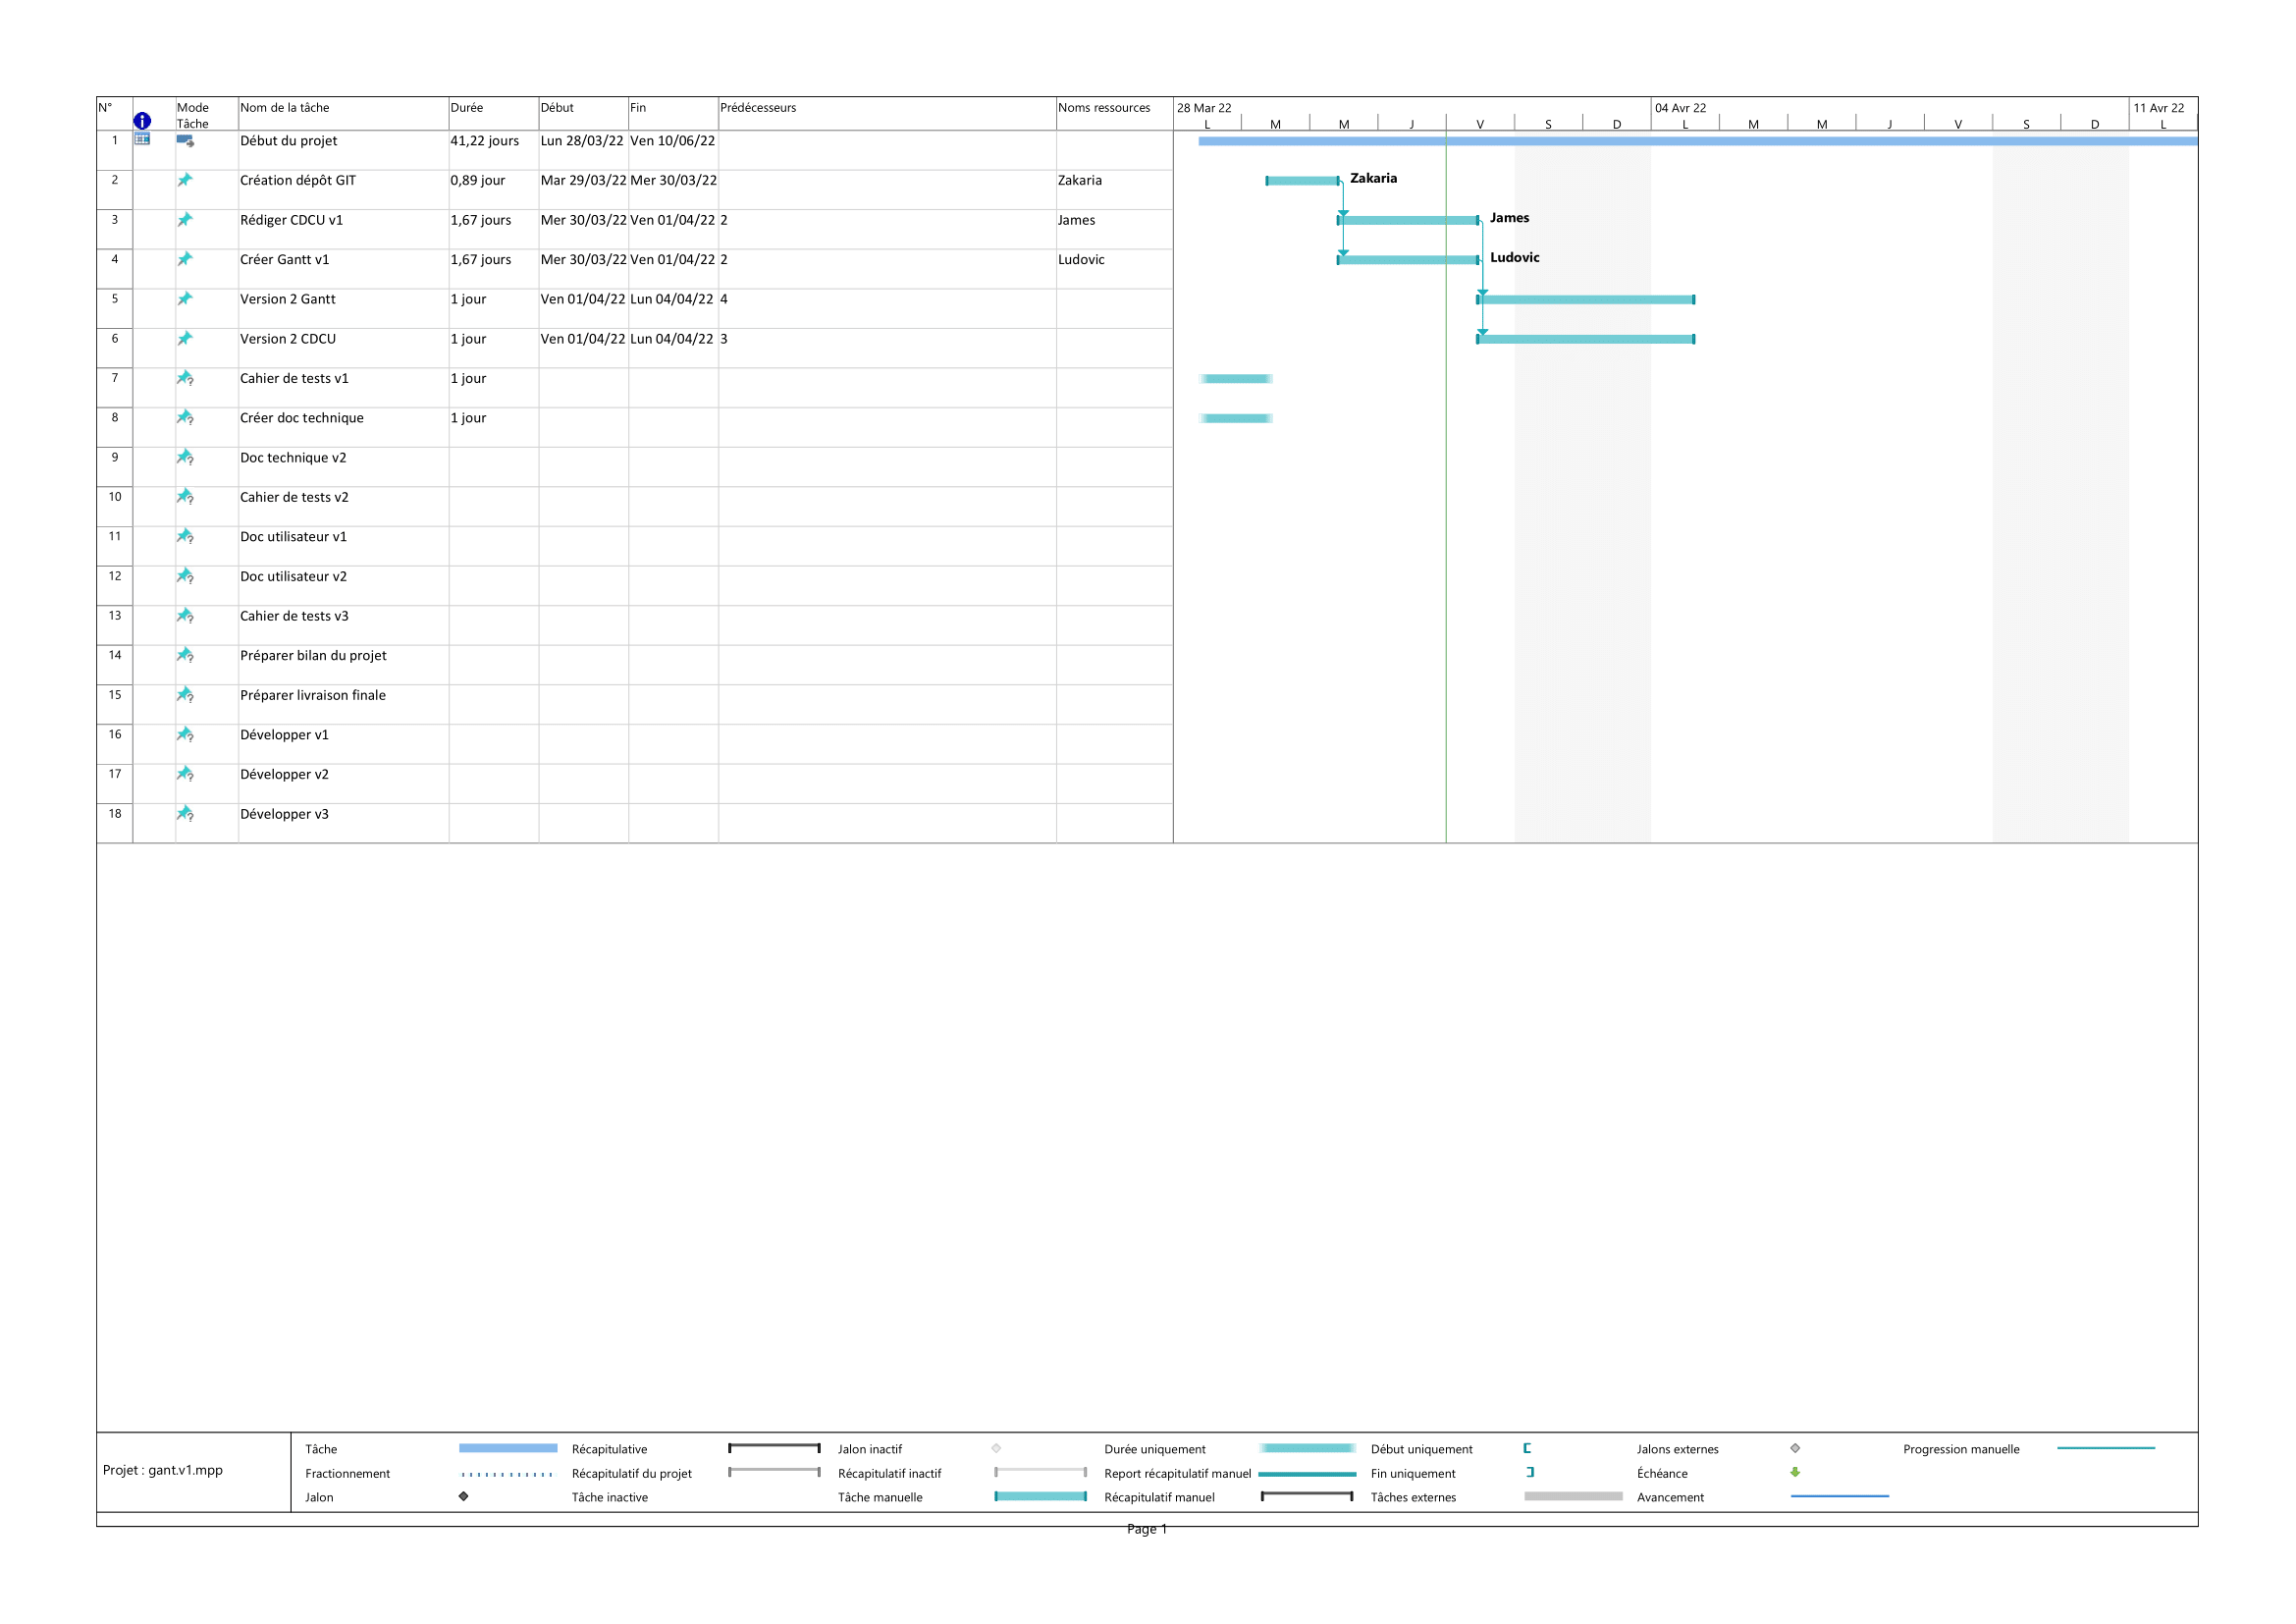 N° Mode Tâche Nom de la tâche Durée Début Fin Prédécesseurs Noms ressources 28 Mar 22 04 Avr 22 11 Avr 22
L M M J V S D L M M J V S D L
1 Début du projet 41,22 jours Lun 28/03/22 Ven 10/06/22
2 Création dépôt GIT 0,89 jour Mar 29/03/22 Mer 30/03/22 Zakaria Zakaria
3 Rédiger CDCU v1 1,67 jours Mer 30/03/22 Ven 01/04/22 2 James James
4 Créer Gantt v1 1,67 jours Mer 30/03/22 Ven 01/04/22 2 Ludovic Ludovic
5 Version 2 Gantt 1 jour Ven 01/04/22 Lun 04/04/22 4
6 Version 2 CDCU 1 jour Ven 01/04/22 Lun 04/04/22 3
7 Cahier de tests v1 1 jour
8 Créer doc technique 1 jour
9 Doc technique v2
10 Cahier de tests v2
11 Doc utilisateur v1
12 Doc utilisateur v2
13 Cahier de tests v3
14 Préparer bilan du projet
15 Préparer livraison finale
16 Développer v1
17 Développer v2
18 Développer v3
Projet : gant.v1.mpp
Tâche Récapitulative Jalon inactif Durée uniquement Début uniquement Jalons externes Progression manuelle
Fractionnement Récapitulatif du projet Récapitulatif inactif Report récapitulatif manuel Fin uniquement Échéance
Jalon Tâche inactive Tâche manuelle Récapitulatif manuel Tâches externes Avancement
Page 1